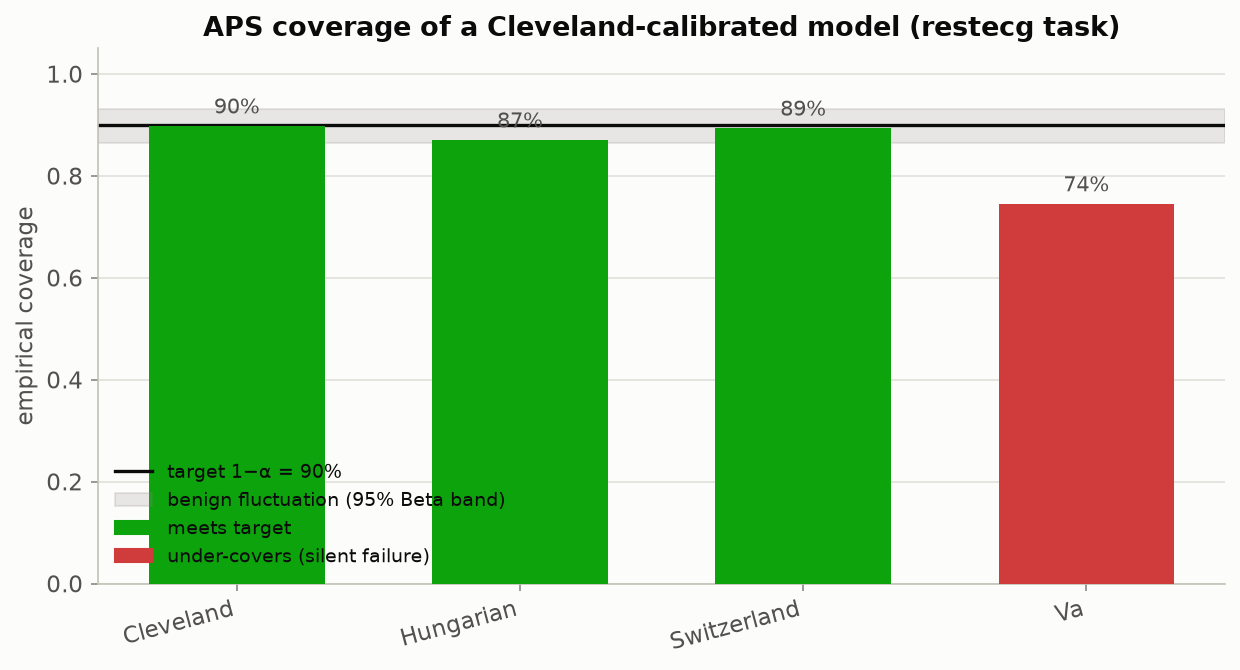 APS coverage of a Cleveland-calibrated model (restecg task)
1.0
0.8
0.6
0.4
0.2
0.0
empirical coverage
90%
87%
89%
74%
target 1−α = 90%
benign fluctuation (95% Beta band)
meets target
under-covers (silent failure)
Cleveland
Hungarian
Switzerland
Va